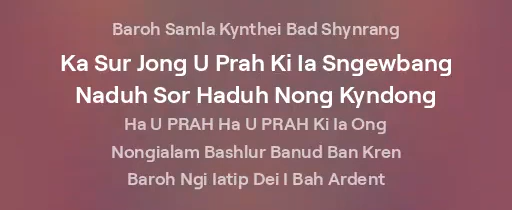 Baroh Samla Kynthei Bad Shynrang
Ka Sur Jong U Prah Ki Ia Sngewbang
Naduh Sor Haduh Nong Kyndong
Ha U PRAH Ha U PRAH Ki Ia Ong
Nongialam Bashlur Banud Ban Kren
Baroh Ngi Iatip Dei I Bah Ardent